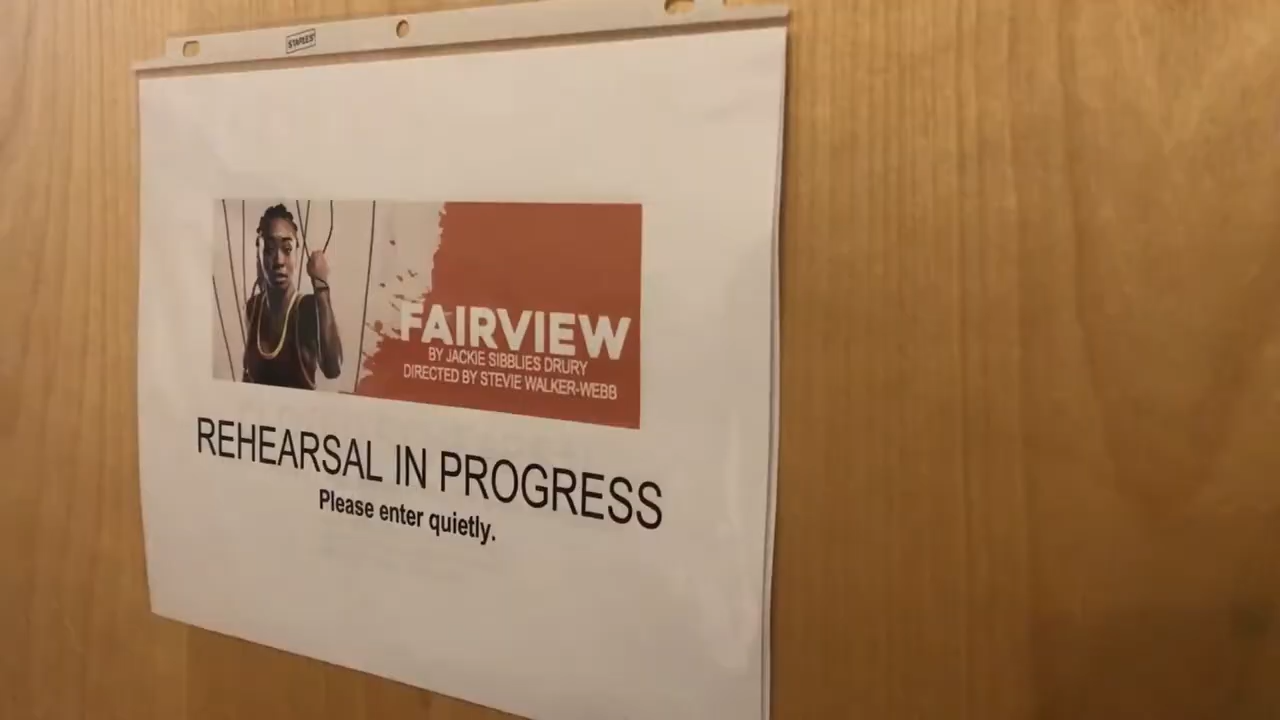 STAPLES
FAIRVIEW
BY JACKIE SIBBLIES DRURY
DIRECTED BY STEVIE WALKER-WEBB
REHEARSAL IN PROGRESS
Please enter quietly.